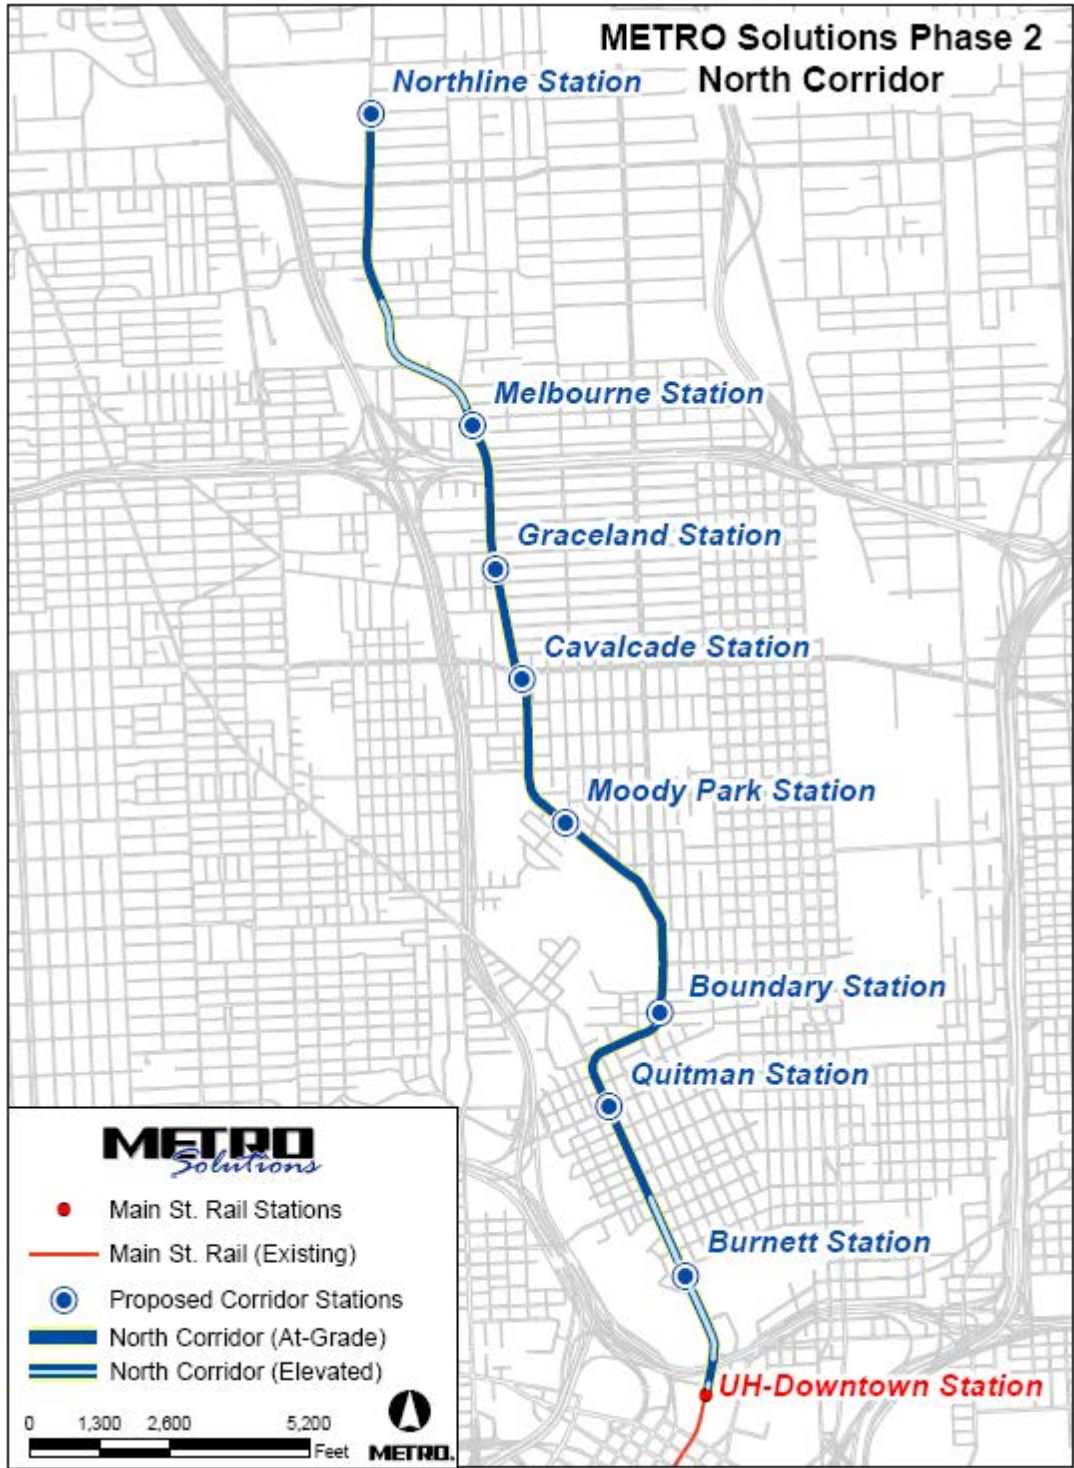 METRO Solutions Phase 2
North Corridor
Northline Station
Melbourne Station
Graceland Station
Cavalcade Station
Moody Park Station
Boundary Station
Quitman Station
Burnett Station
UH-Downtown Station
METRO
Solutions
Main St. Rail Stations
Main St. Rail (Existing)
Proposed Corridor Stations
North Corridor (At-Grade)
North Corridor (Elevated)
0 1,300 2,600 5,200
Feet
METRO.